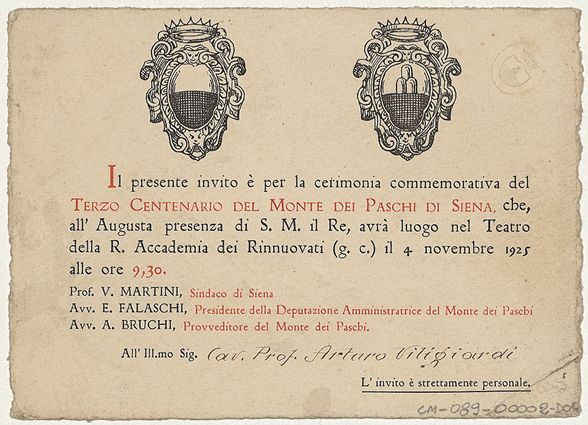 Il presente invito è per la cerimonia commemorativa del
TERZO CENTENARIO DEL MONTE DEI PASCHI DI SIENA, che,
all' Augusta presenza di S. M. il Re, avrà luogo nel Teatro
della R. Accademia dei Rinnuovati (g. c.) il 4 novembre 1925
alle ore 9,30.
Prof. V. MARTINI, Sindaco di Siena
Avv. E. FALASCHI, Presidente della Deputazione Amministratrice del Monte dei Paschi
Avv. A. BRUCHI, Provveditore del Monte dei Paschi.
All' Ill.mo Sig. Cav. Prof. Arturo Viligiardi
L' invito è strettamente personale.
CM-089-00002-DOC